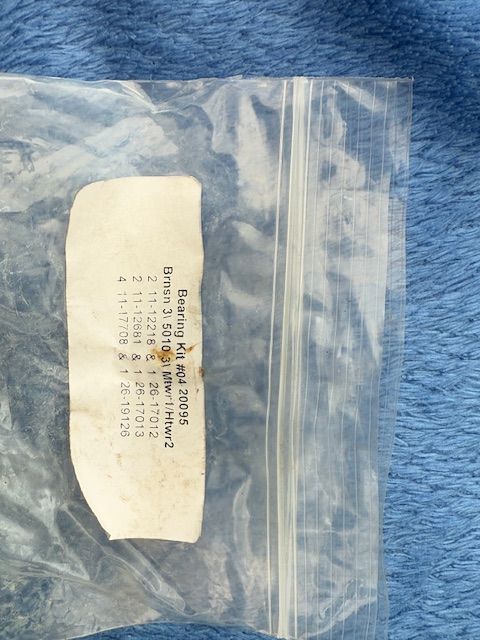 Bearing Kit #04-20095
Brnsn 3\ 5010 3\ Mtwr1/Htwr2
2 11-12218 & 1 26-17012
2 11-12681 & 1 26-17013
4 11-17708 & 1 26-19126